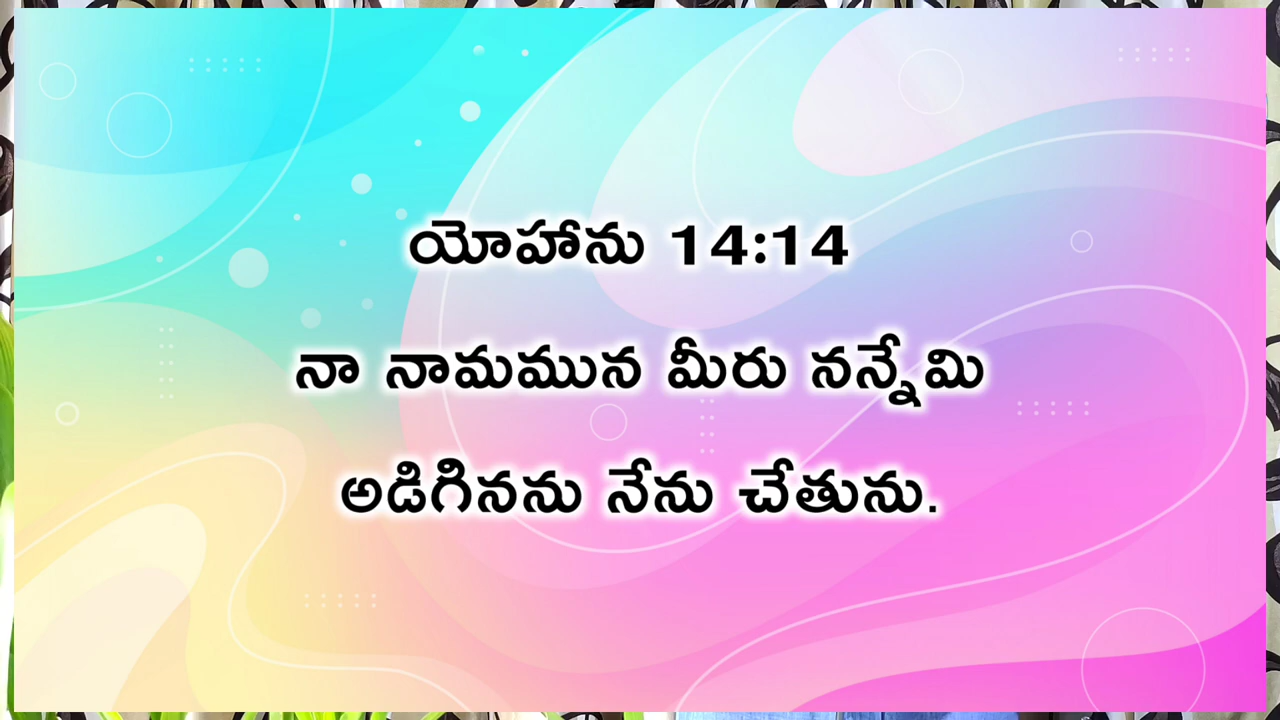 యోహాను 14:14
నా నామమున మీరు నన్నేమి
అడిగినను నేను చేతును.